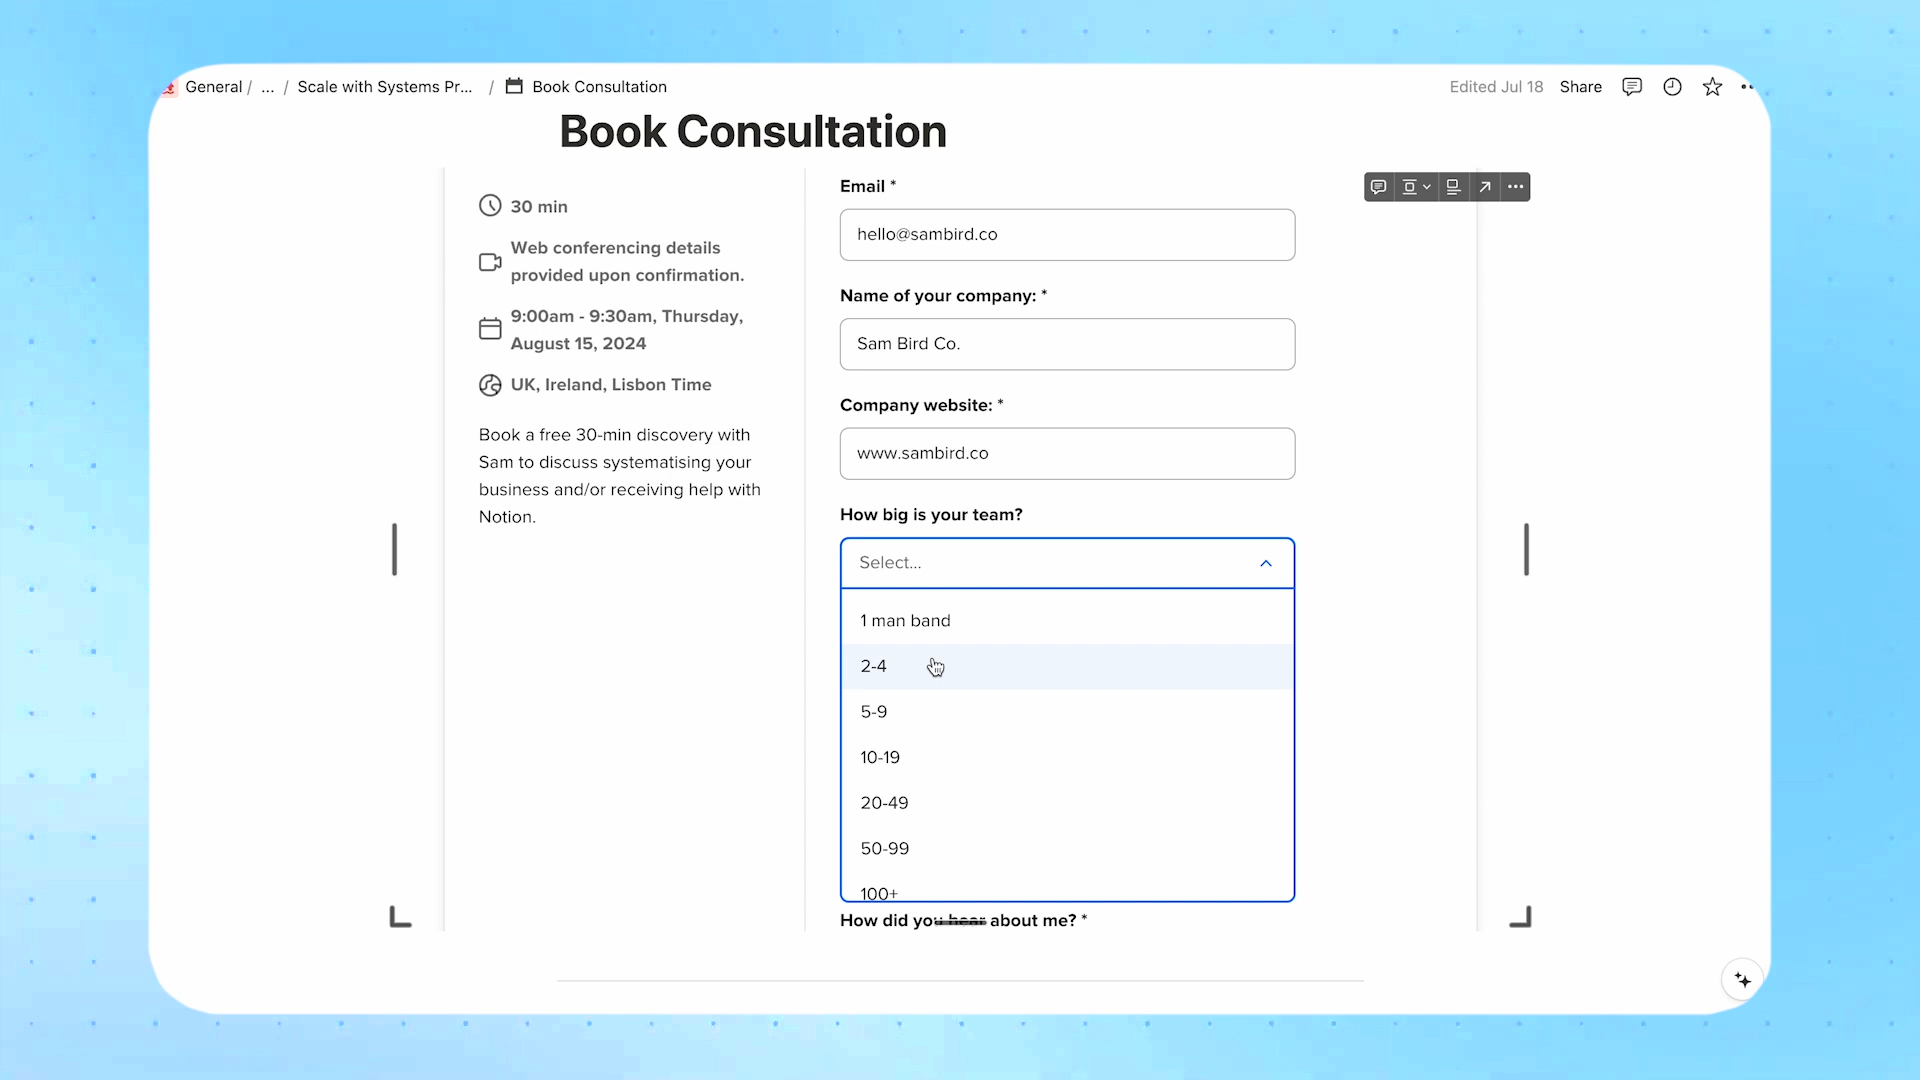 General / ... / Scale with Systems Pr... / Book Consultation
Edited Jul 18 Share
Book Consultation
30 min
Web conferencing details
provided upon confirmation.
9:00am - 9:30am, Thursday,
August 15, 2024
UK, Ireland, Lisbon Time
Book a free 30-min discovery with
Sam to discuss systematising your
business and/or receiving help with
Notion.
Email *
hello@sambird.co
Name of your company: *
Sam Bird Co.
Company website: *
www.sambird.co
How big is your team?
Select...
1 man band
2-4
5-9
10-19
20-49
50-99
100+
How did you hear about me? *